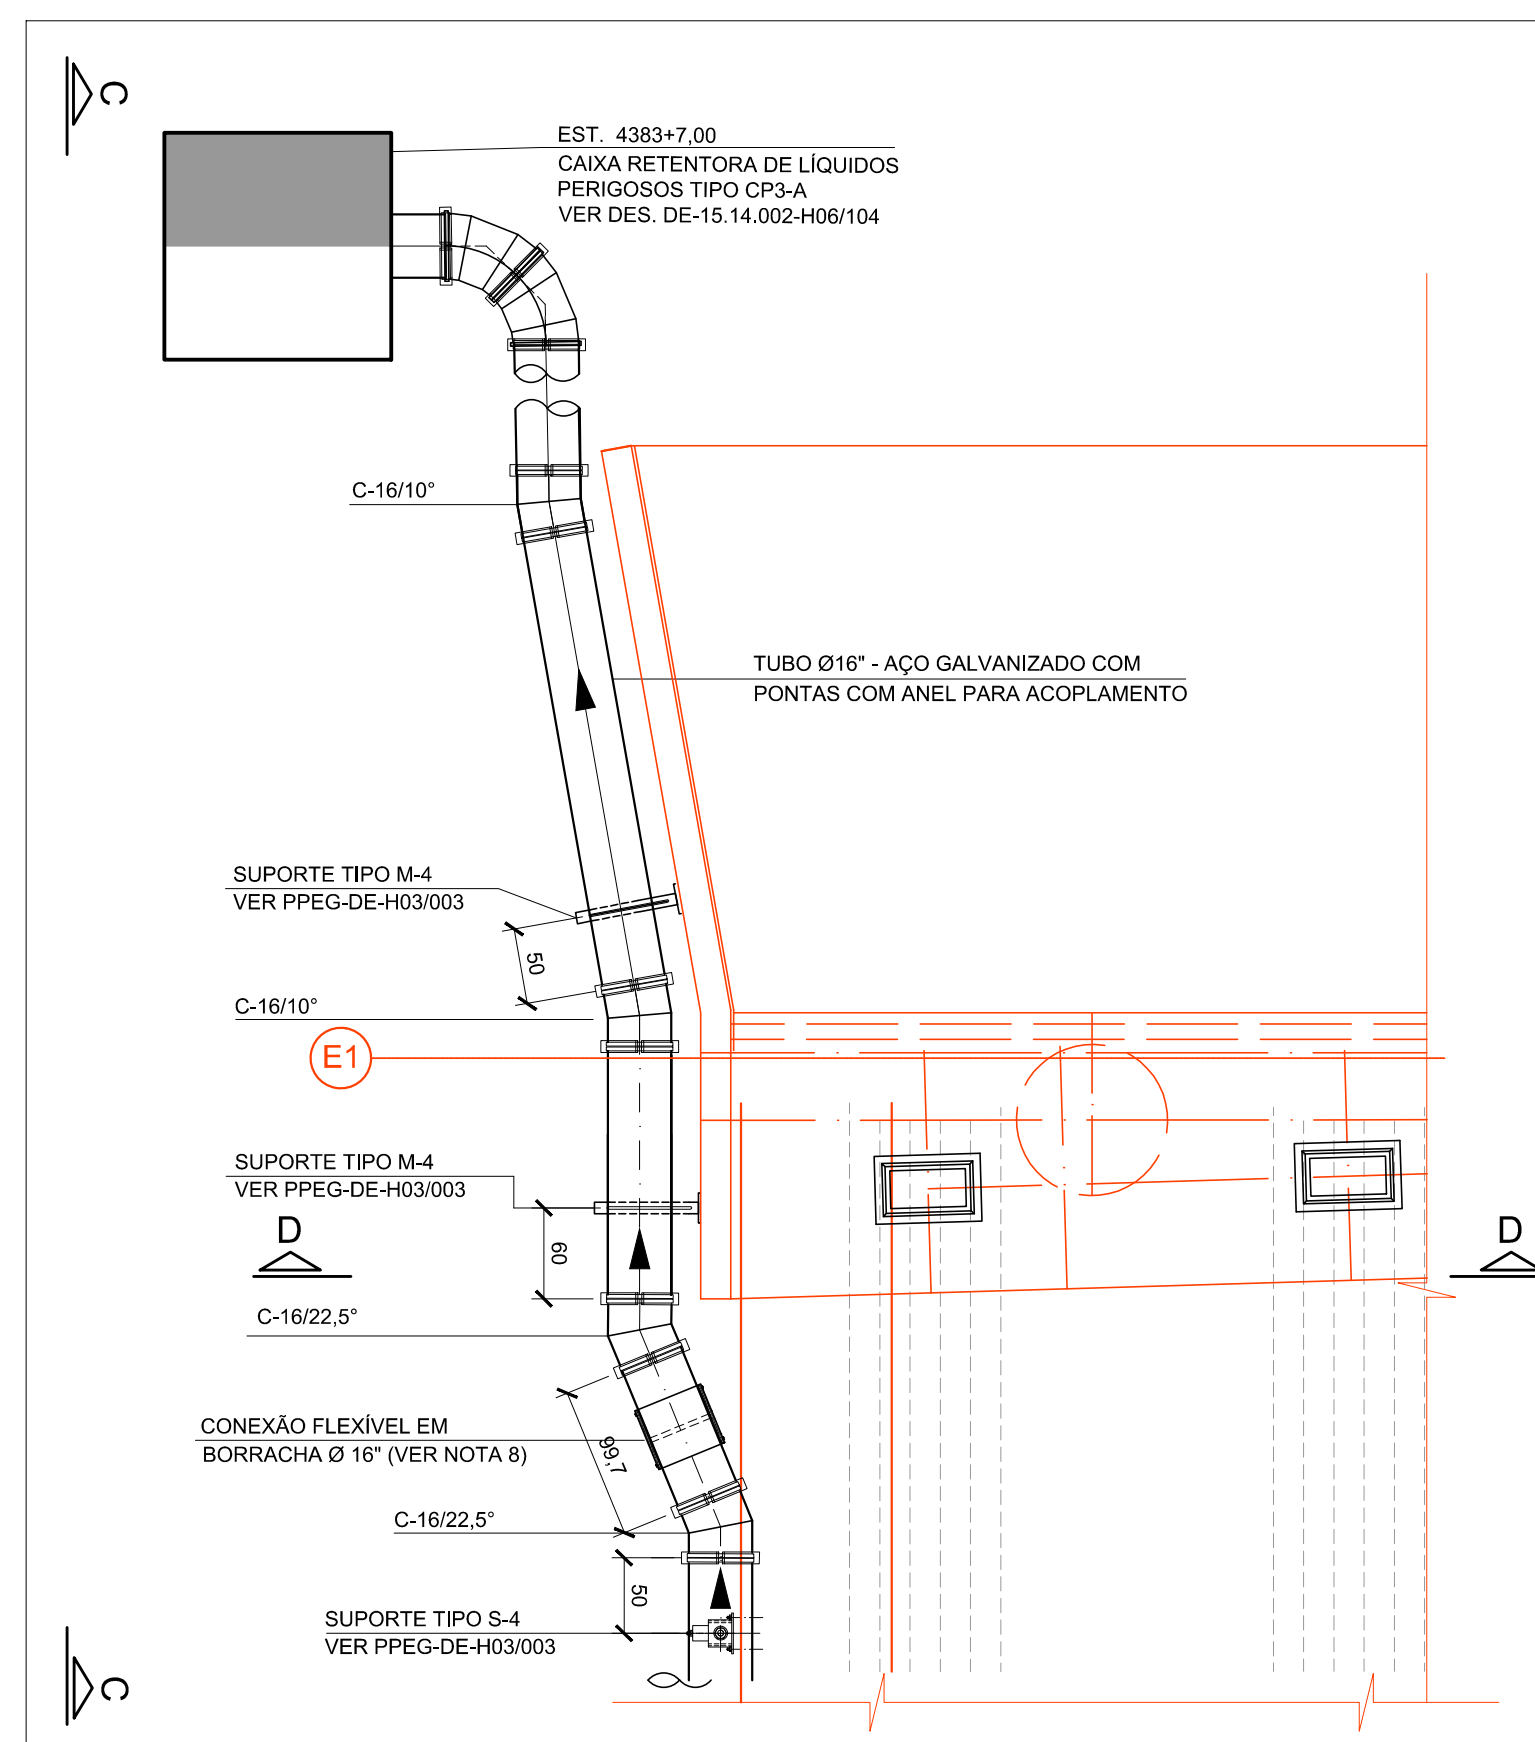 C
EST. 4383+7,00
CAIXA RETENTORA DE LÍQUIDOS
PERIGOSOS TIPO CP3-A
VER DES. DE-15.14.002-H06/104
C-16/10°
TUBO Ø16" - AÇO GALVANIZADO COM
PONTAS COM ANEL PARA ACOPLAMENTO
SUPORTE TIPO M-4
VER PPEG-DE-H03/003
50
C-16/10°
E1
SUPORTE TIPO M-4
VER PPEG-DE-H03/003
D
D
60
C-16/22,5°
CONEXÃO FLEXÍVEL EM
BORRACHA Ø 16" (VER NOTA 8)
99,7
C-16/22,5°
50
SUPORTE TIPO S-4
VER PPEG-DE-H03/003
C